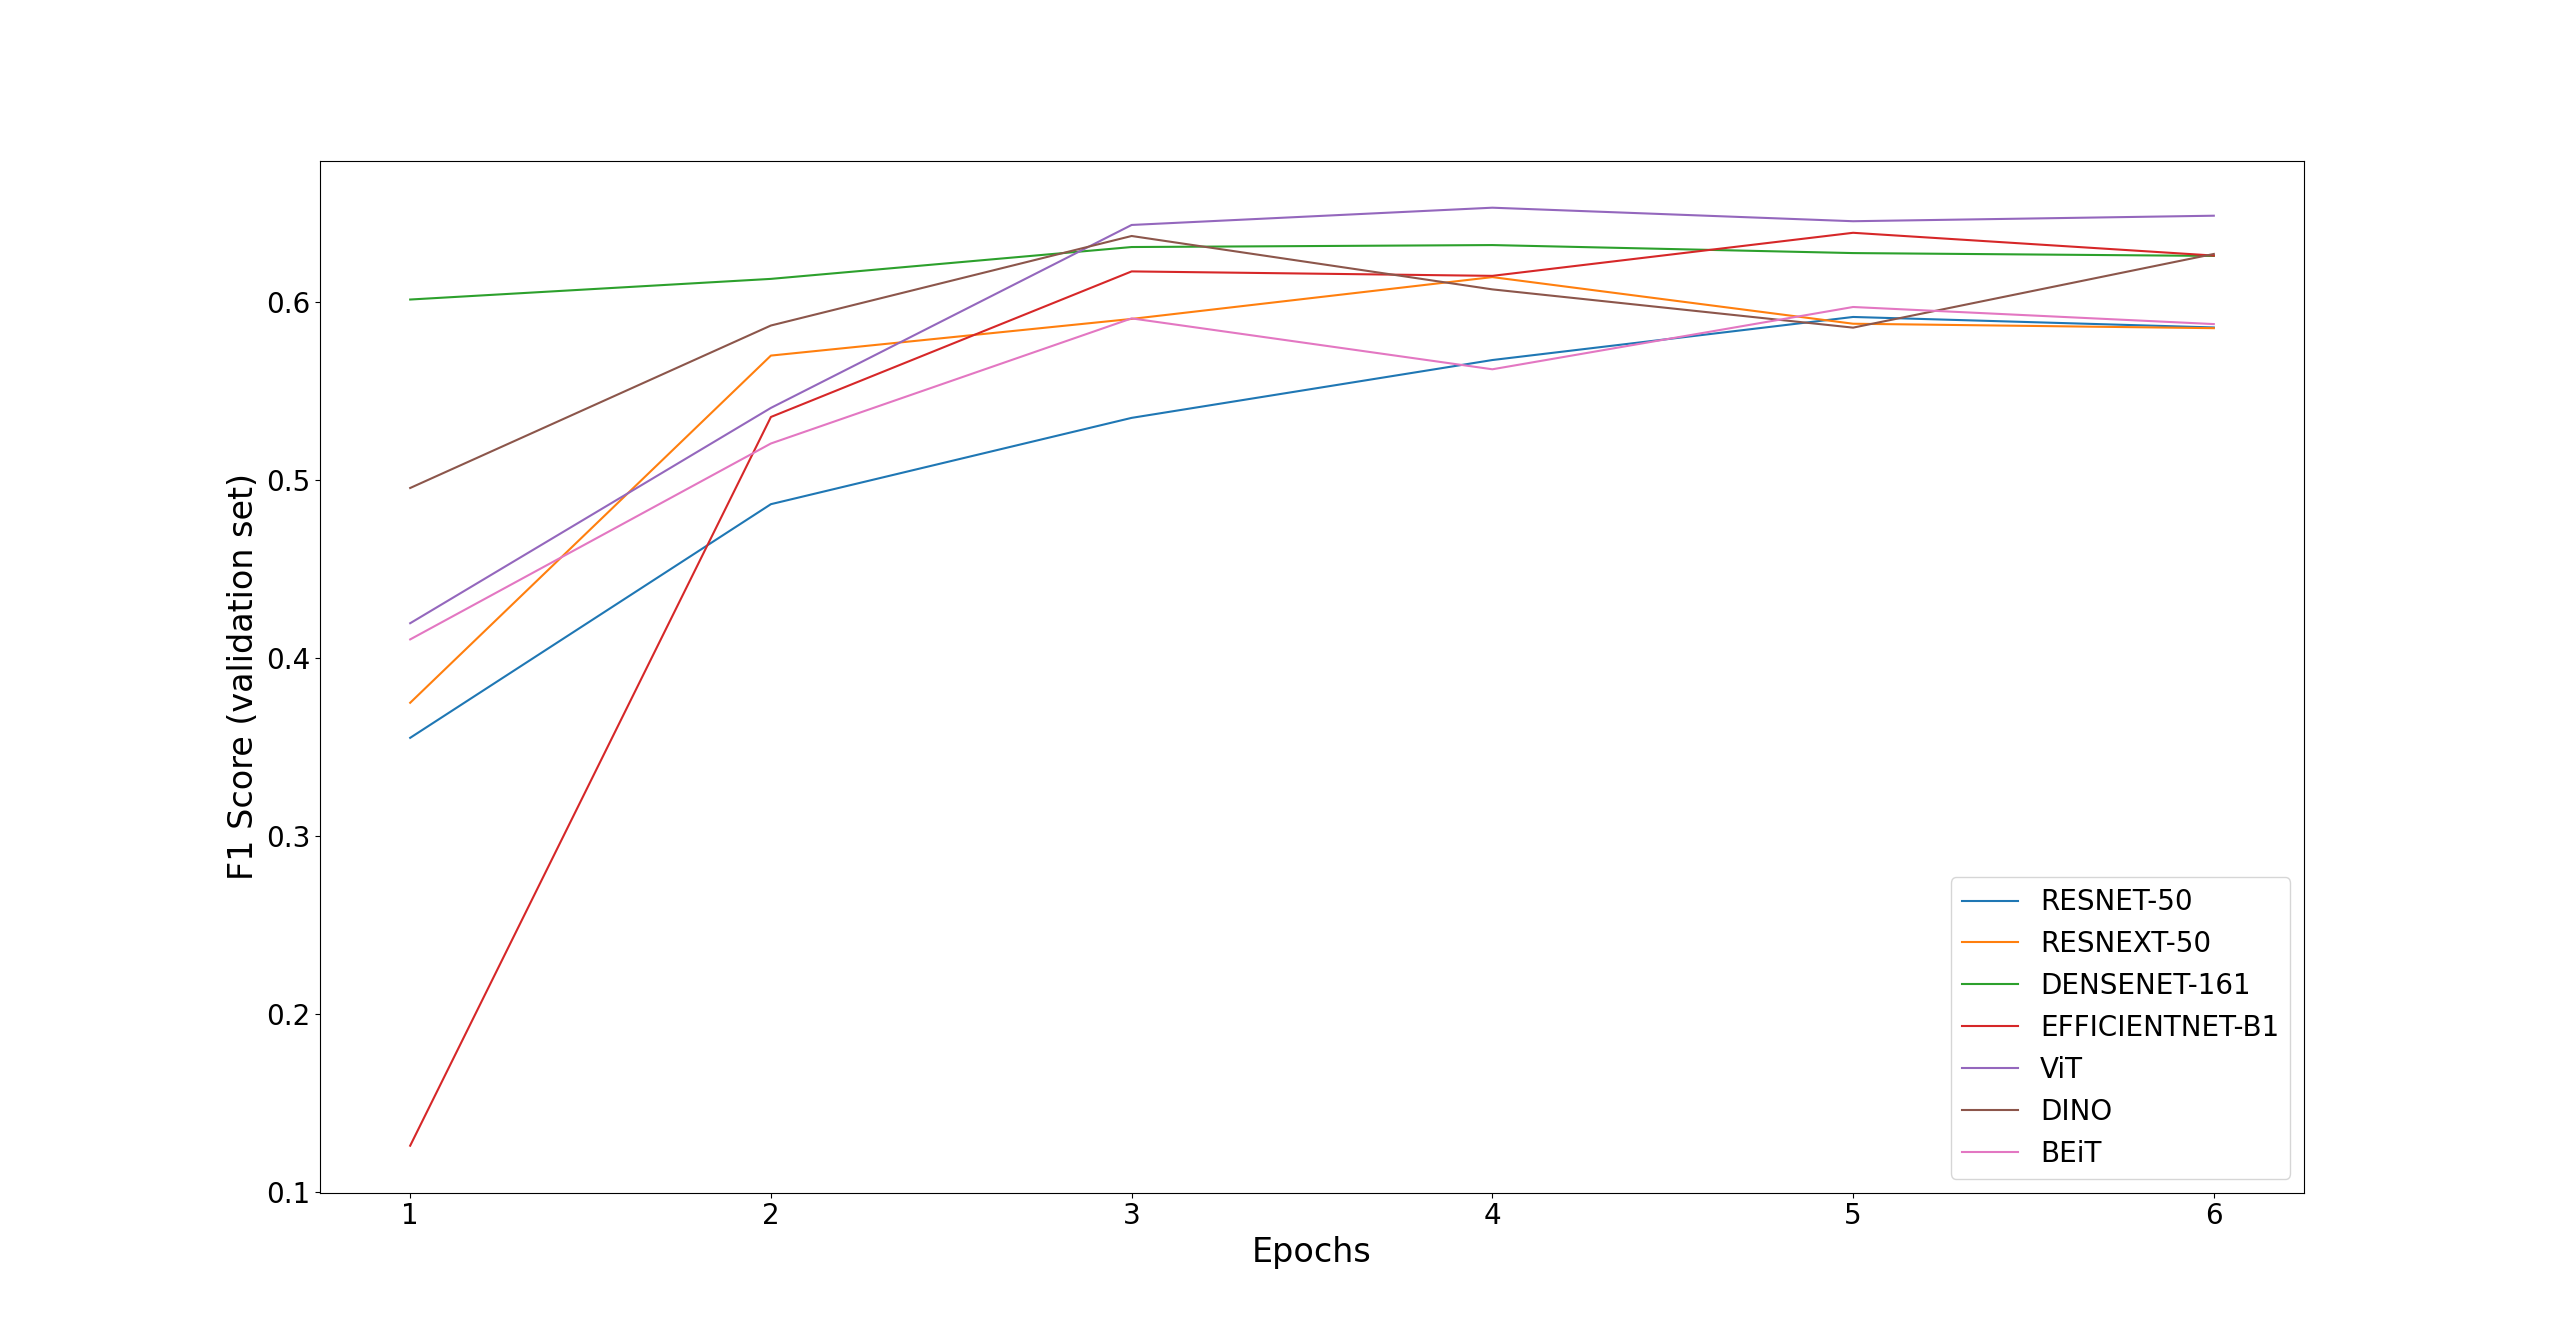 F1 Score (validation set)
0.6
0.5
0.4
0.3
0.2
0.1
1 2 3 4 5 6
Epochs
RESNET-50
RESNEXT-50
DENSENET-161
EFFICIENTNET-B1
ViT
DINO
BEiT